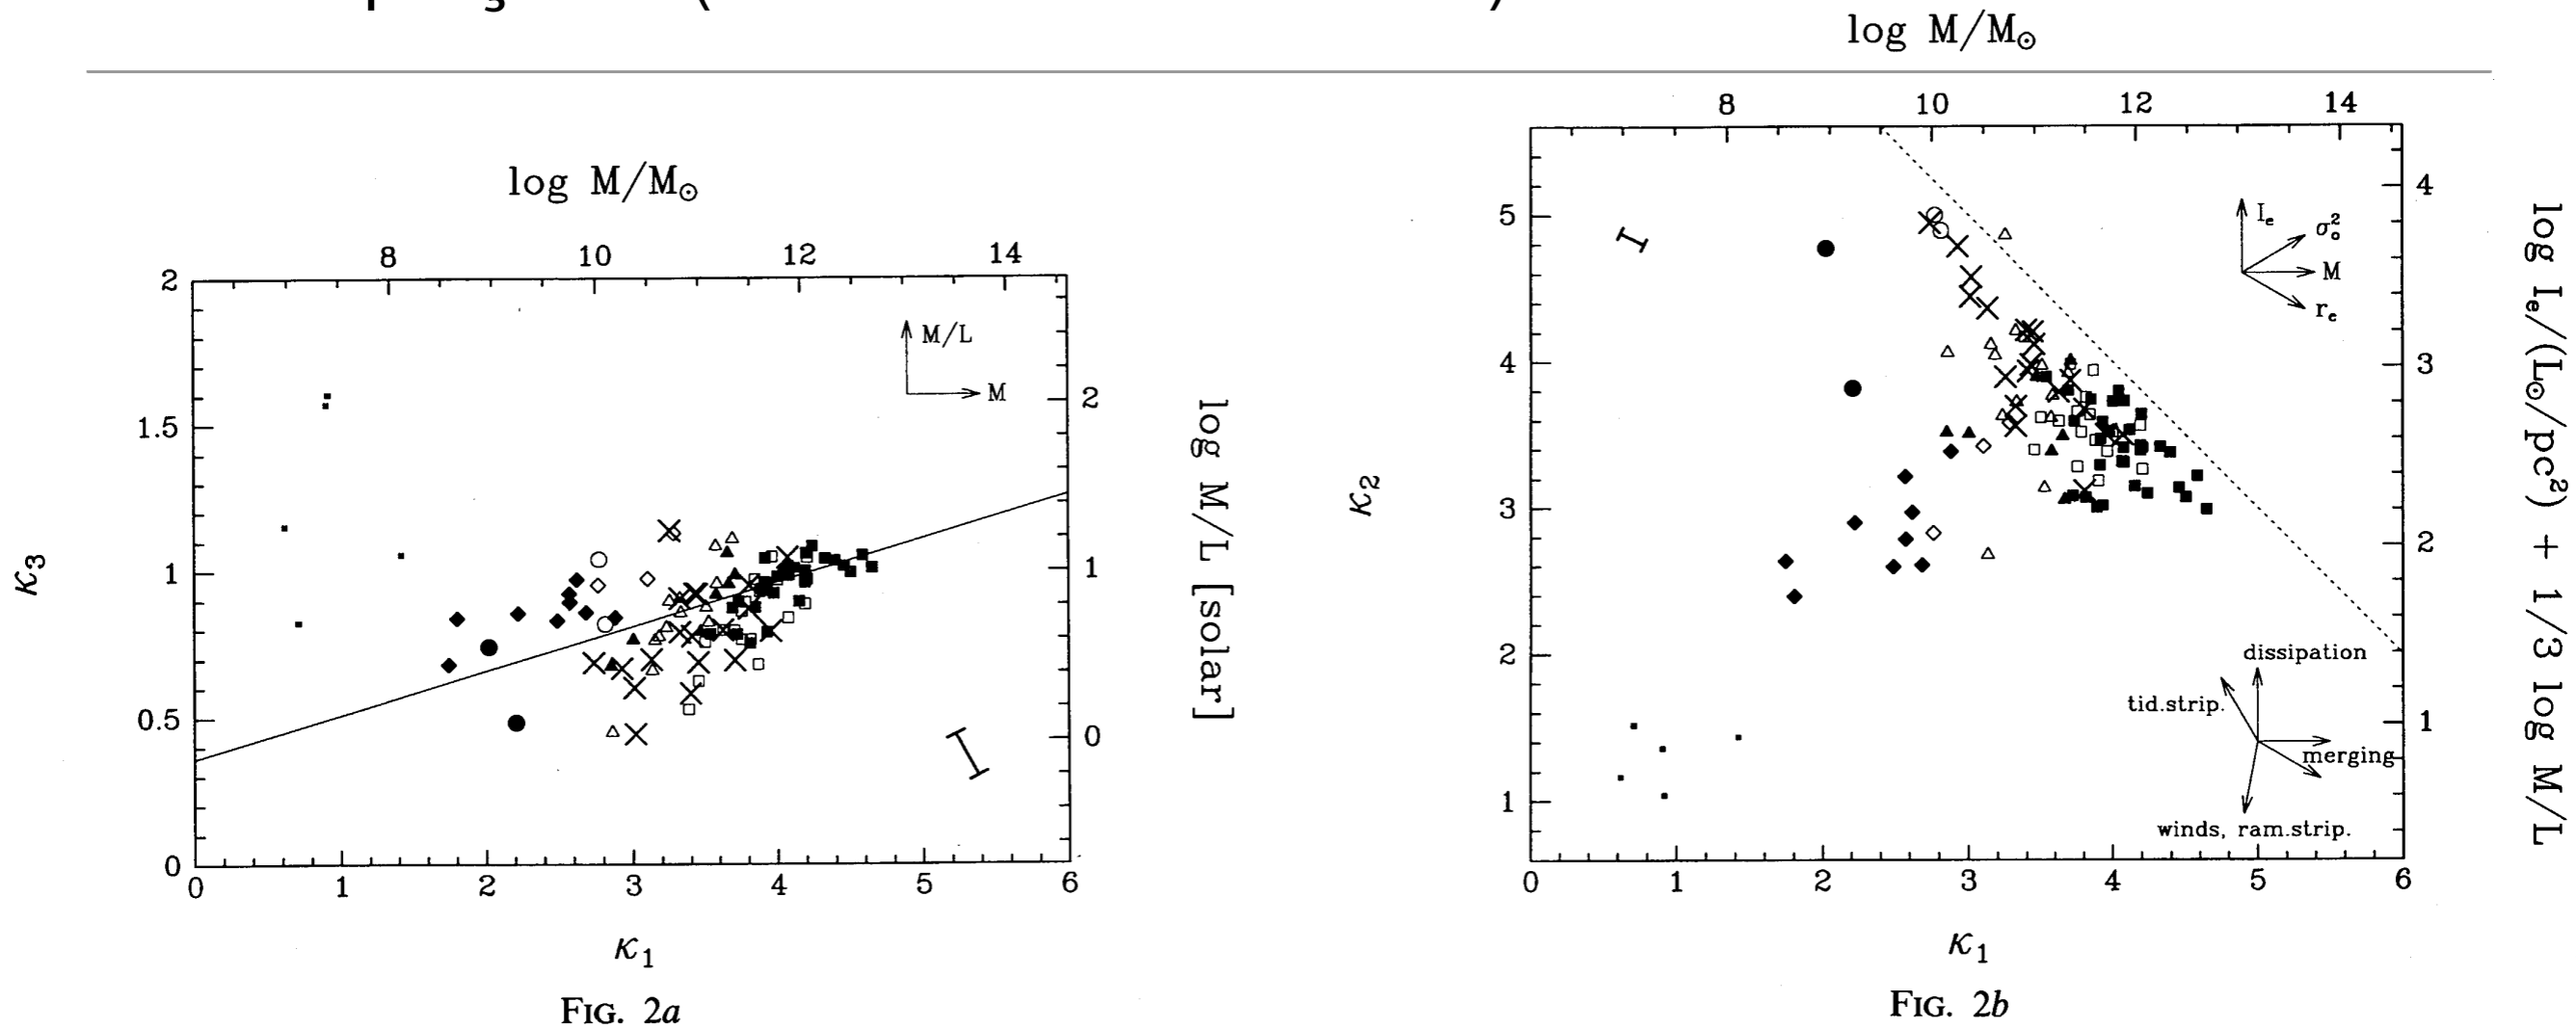 log M/M⊙
8 10 12 14
2
1.5
1
0.5
0
κ3
M/L
M
2
1
0
log M/L [solar]
0 1 2 3 4 5 6
κ1
FIG. 2a
log M/M⊙
8 10 12 14
5
4
3
2
1
κ2
Ie
σo²
M
re
dissipation
tid.strip.
merging
winds, ram.strip.
4
3
2
1
log Ie/(L⊙/pc²) + 1/3 log M/L
0 1 2 3 4 5 6
κ1
FIG. 2b